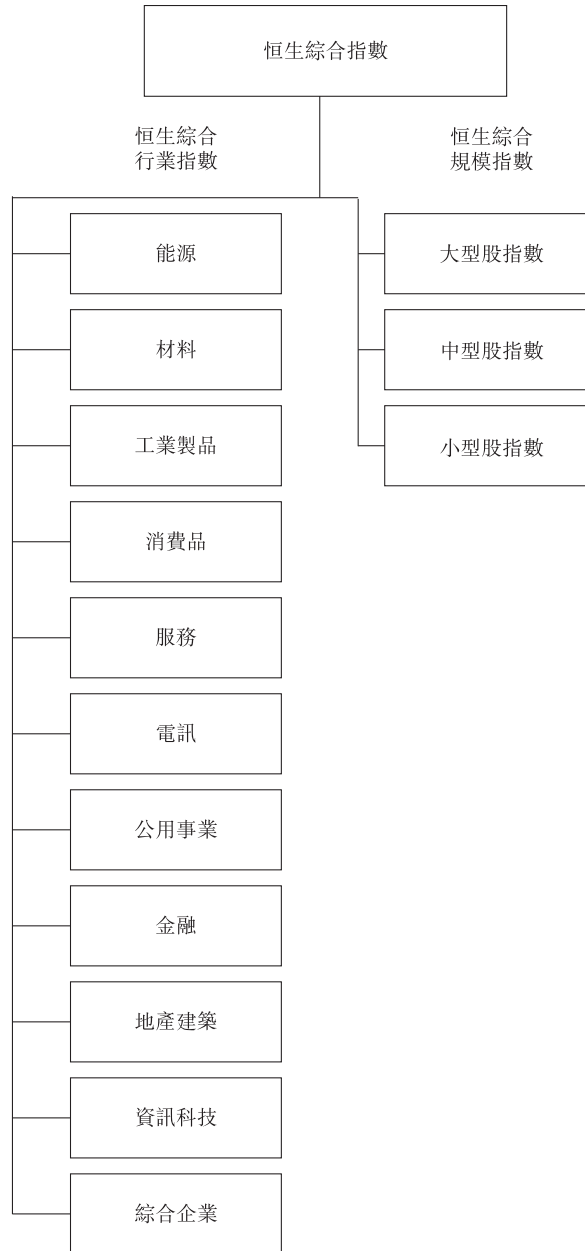 恒生綜合指數
恒生綜合
行業指數
能源
材料
工業製品
消費品
服務
電訊
公用事業
金融
地產建築
資訊科技
綜合企業
恒生綜合
規模指數
大型股指數
中型股指數
小型股指數